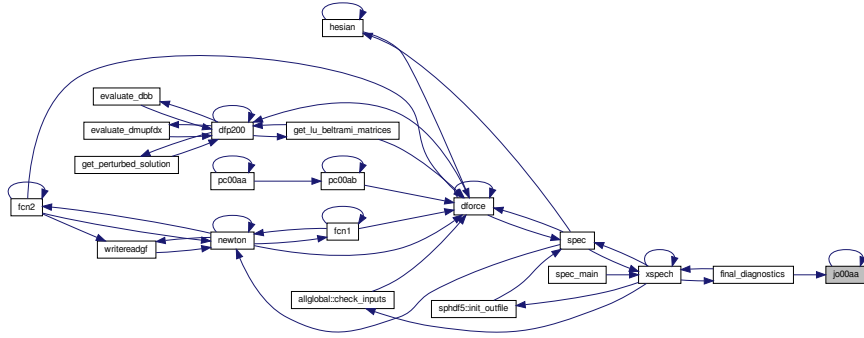 hesian
evaluate_dbb
evaluate_dmupfdx
dfp200
get_lu_beltrami_matrices
get_perturbed_solution
pc00aa
pc00ab
fcn2
dforce
fcn1
newton
spec
writereadgf
spec_main
xspech
final_diagnostics
jo00aa
allglobal::check_inputs
sphdf5::init_outfile